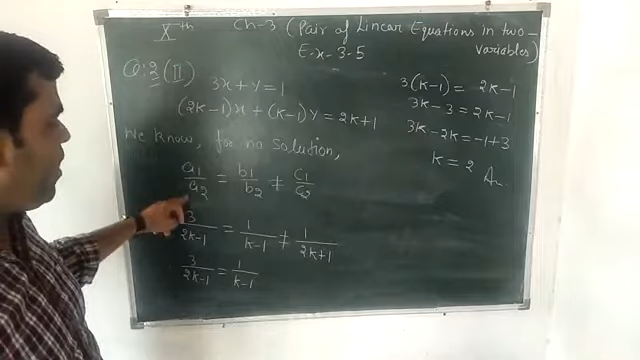 Xth Ch-3 (Pair of Linear Equations in two-variables)
Ex-3.5
Q:2 (II)
3x + y = 1
(2k-1)x + (k-1)y = 2k+1
We know, for no solution,
a1/a2 = b1/b2 ≠ c1/c2
3/2k-1 = 1/k-1 ≠ 1/2k+1
3/2k-1 = 1/k-1
3(k-1) = 2k-1
3k-3 = 2k-1
3k-2k = -1+3
k = 2 An.